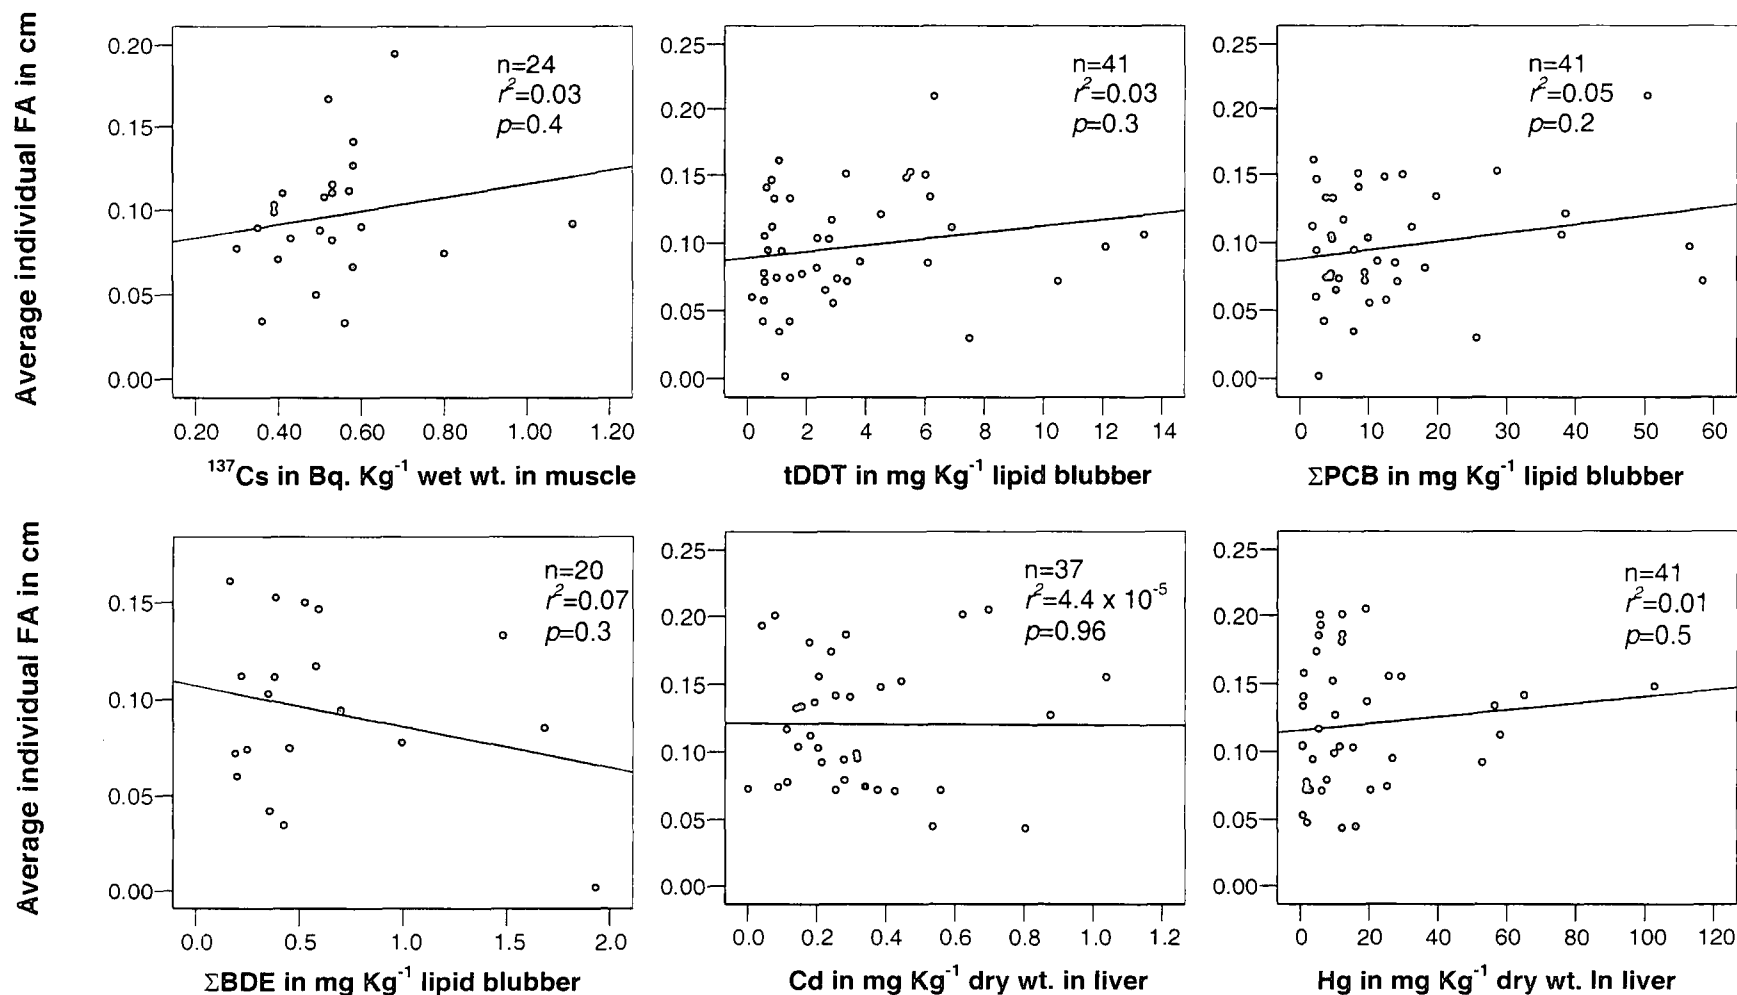 Average individual FA in cm
0.20
0.15
0.10
0.05
0.00
n=24
r²=0.03
p=0.4
0.20 0.40 0.60 0.80 1.00 1.20
¹³⁷Cs in Bq. Kg⁻¹ wet wt. in muscle
0.25
0.20
0.15
0.10
0.05
0.00
n=41
r²=0.03
p=0.3
0 2 4 6 8 10 12 14
tDDT in mg Kg⁻¹ lipid blubber
0.25
0.20
0.15
0.10
0.05
0.00
n=41
r²=0.05
p=0.2
0 10 20 30 40 50 60
ΣPCB in mg Kg⁻¹ lipid blubber
Average individual FA in cm
0.15
0.10
0.05
0.00
n=20
r²=0.07
p=0.3
0.0 0.5 1.0 1.5 2.0
ΣBDE in mg Kg⁻¹ lipid blubber
0.25
0.20
0.15
0.10
0.05
0.00
n=37
r²=4.4 x 10⁻⁵
p=0.96
0.0 0.2 0.4 0.6 0.8 1.0 1.2
Cd in mg Kg⁻¹ dry wt. in liver
0.25
0.20
0.15
0.10
0.05
0.00
n=41
r²=0.01
p=0.5
0 20 40 60 80 100 120
Hg in mg Kg⁻¹ dry wt. In liver